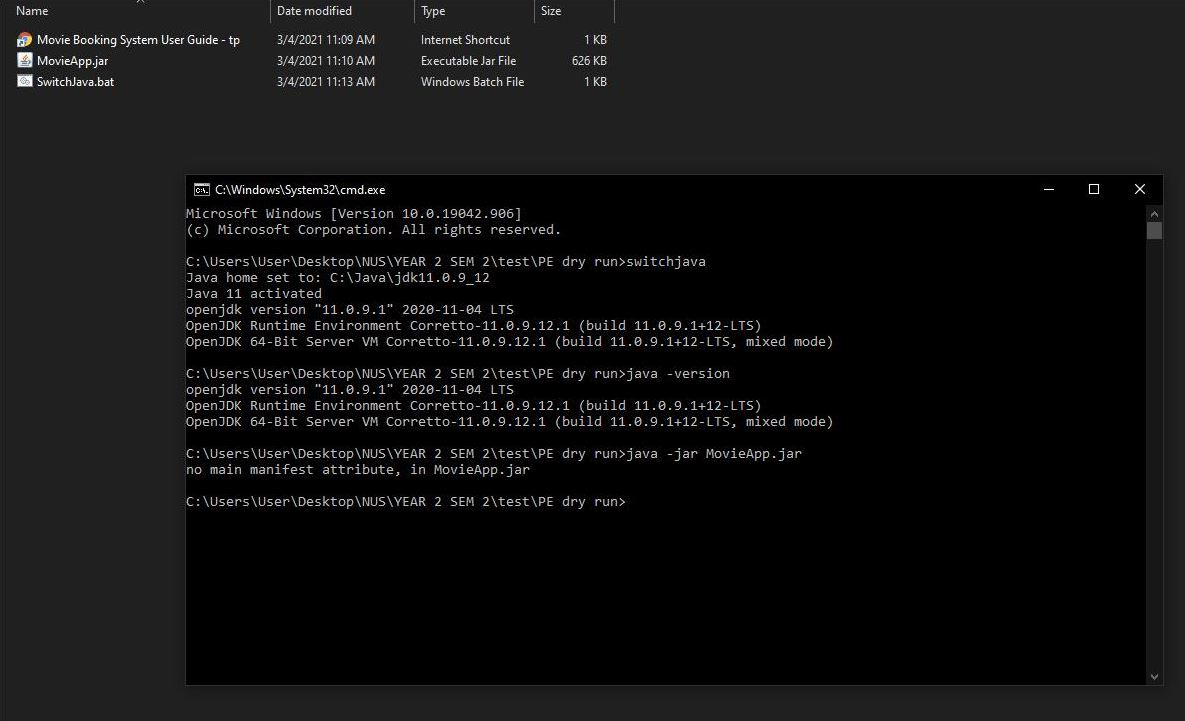 Name Date modified Type Size
Movie Booking System User Guide - tp 3/4/2021 11:09 AM Internet Shortcut 1 KB
MovieApp.jar 3/4/2021 11:10 AM Executable Jar File 626 KB
SwitchJava.bat 3/4/2021 11:13 AM Windows Batch File 1 KB
C:\Windows\System32\cmd.exe
Microsoft Windows [Version 10.0.19042.906]
(c) Microsoft Corporation. All rights reserved.
C:\Users\User\Desktop\NUS\YEAR 2 SEM 2\test\PE dry run>switchjava
Java home set to: C:\Java\jdk11.0.9_12
Java 11 activated
openjdk version "11.0.9.1" 2020-11-04 LTS
OpenJDK Runtime Environment Corretto-11.0.9.12.1 (build 11.0.9.1+12-LTS)
OpenJDK 64-Bit Server VM Corretto-11.0.9.12.1 (build 11.0.9.1+12-LTS, mixed mode)
C:\Users\User\Desktop\NUS\YEAR 2 SEM 2\test\PE dry run>java -version
openjdk version "11.0.9.1" 2020-11-04 LTS
OpenJDK Runtime Environment Corretto-11.0.9.12.1 (build 11.0.9.1+12-LTS)
OpenJDK 64-Bit Server VM Corretto-11.0.9.12.1 (build 11.0.9.1+12-LTS, mixed mode)
C:\Users\User\Desktop\NUS\YEAR 2 SEM 2\test\PE dry run>java -jar MovieApp.jar
no main manifest attribute, in MovieApp.jar
C:\Users\User\Desktop\NUS\YEAR 2 SEM 2\test\PE dry run>